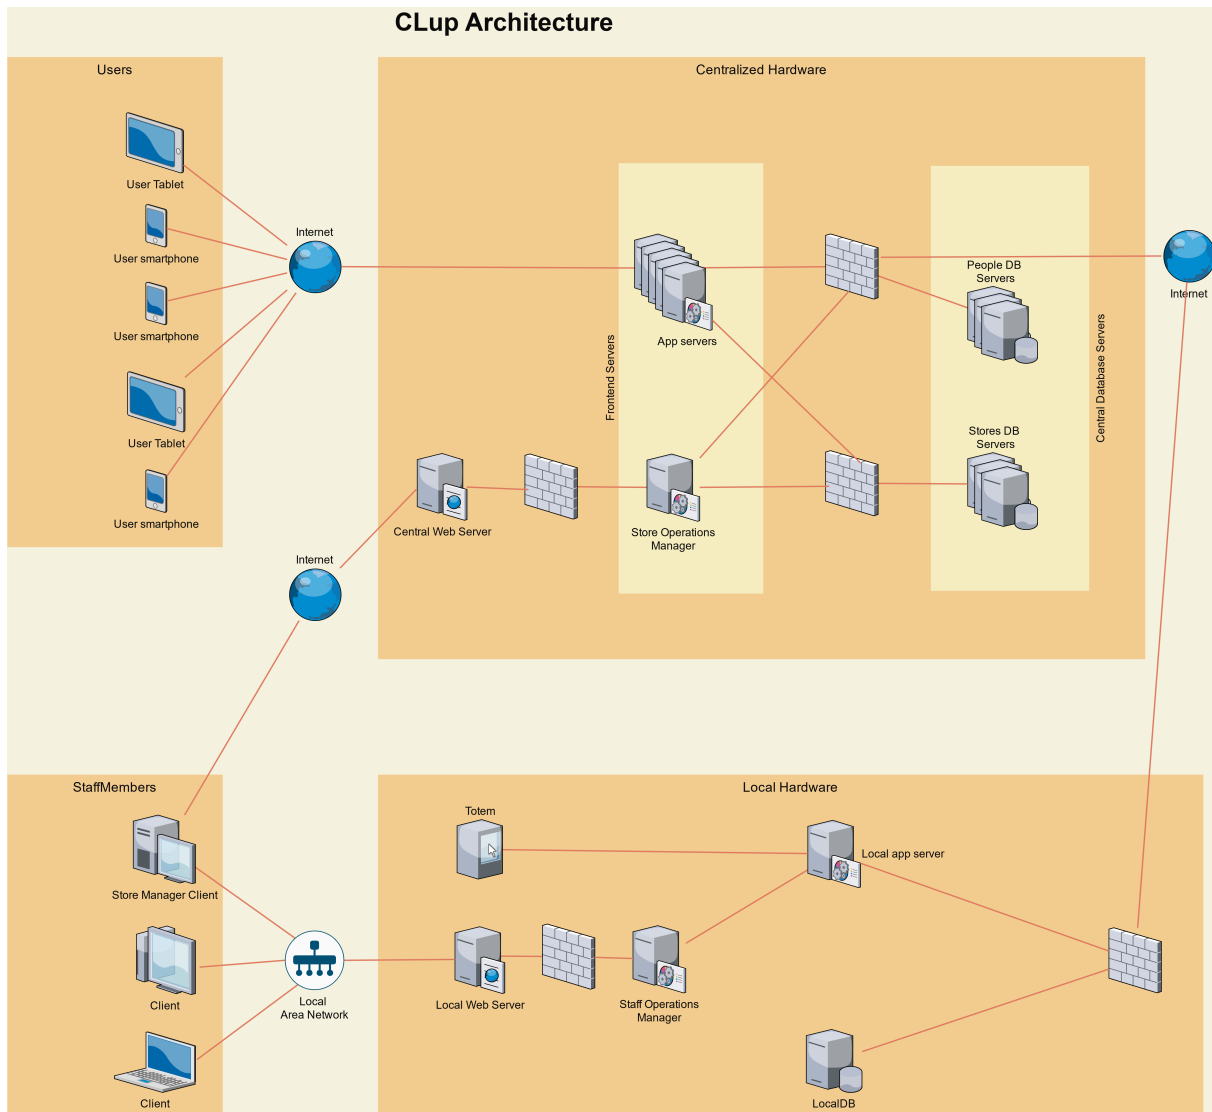 CLup Architecture
Users
Centralized Hardware
User Tablet
User smartphone
User smartphone
User Tablet
User smartphone
Internet
Frontend Servers
App servers
People DB
Servers
Central Database Servers
Internet
Stores DB
Servers
Central Web Server
Store Operations
Manager
Internet
StaffMembers
Local Hardware
Store Manager Client
Client
Client
Local
Area Network
Totem
Local app server
Local Web Server
Staff Operations
Manager
LocalDB